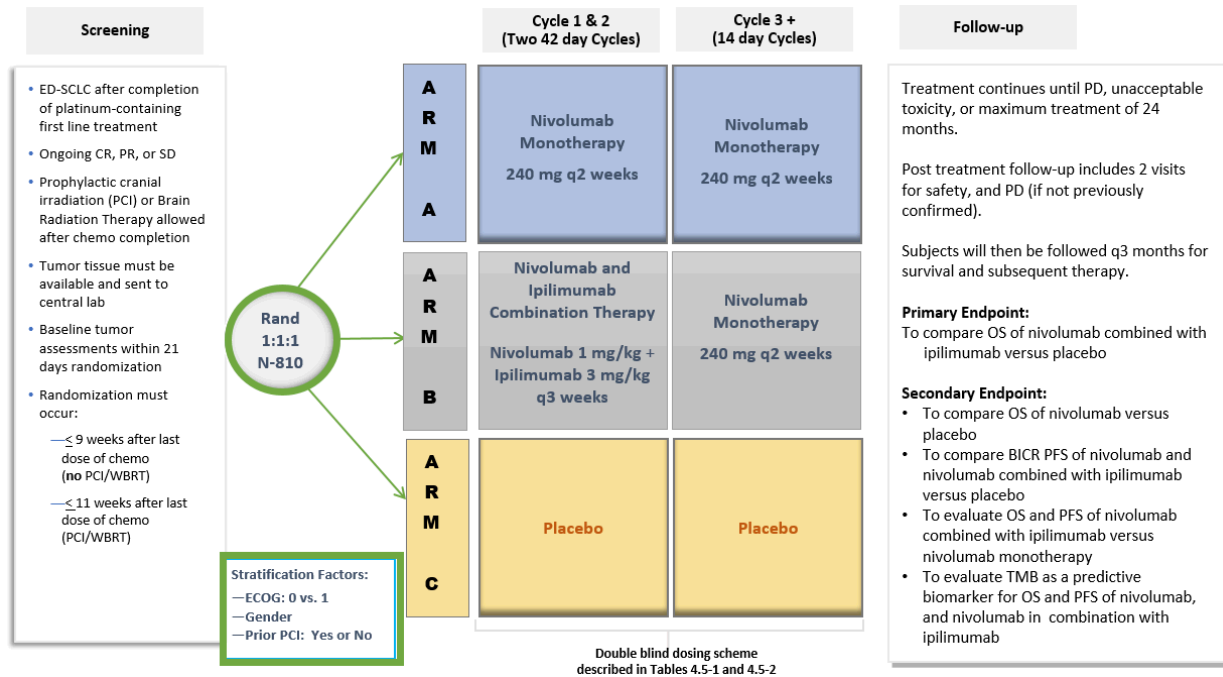 Screening
• ED-SCLC after completion
of platinum-containing
first line treatment
• Ongoing CR, PR, or SD
• Prophylactic cranial
irradiation (PCI) or Brain
Radiation Therapy allowed
after chemo completion
• Tumor tissue must be
available and sent to
central lab
• Baseline tumor
assessments within 21
days randomization
• Randomization must
occur:
—< 9 weeks after last
dose of chemo
(no PCI/WBRT)
—< 11 weeks after last
dose of chemo
(PCI/WBRT)
Rand
1:1:1
N-810
Stratification Factors:
—ECOG: 0 vs. 1
—Gender
—Prior PCI: Yes or No
Cycle 1 & 2
(Two 42 day Cycles)
Cycle 3 +
(14 day Cycles)
A
R
M
A
Nivolumab
Monotherapy
240 mg q2 weeks
Nivolumab
Monotherapy
240 mg q2 weeks
A
R
M
B
Nivolumab and
Ipilimumab
Combination Therapy
Nivolumab 1 mg/kg +
Ipilimumab 3 mg/kg
q3 weeks
Nivolumab
Monotherapy
240 mg q2 weeks
A
R
M
C
Placebo
Placebo
Double blind dosing scheme
described in Tables 4.5-1 and 4.5-2
Follow-up
Treatment continues until PD, unacceptable
toxicity, or maximum treatment of 24
months.
Post treatment follow-up includes 2 visits
for safety, and PD (if not previously
confirmed).
Subjects will then be followed q3 months for
survival and subsequent therapy.
Primary Endpoint:
To compare OS of nivolumab combined with
ipilimumab versus placebo
Secondary Endpoint:
• To compare OS of nivolumab versus
placebo
• To compare BICR PFS of nivolumab and
nivolumab combined with ipilimumab
versus placebo
• To evaluate OS and PFS of nivolumab
combined with ipilimumab versus
nivolumab monotherapy
• To evaluate TMB as a predictive
biomarker for OS and PFS of nivolumab,
and nivolumab in combination with
ipilimumab